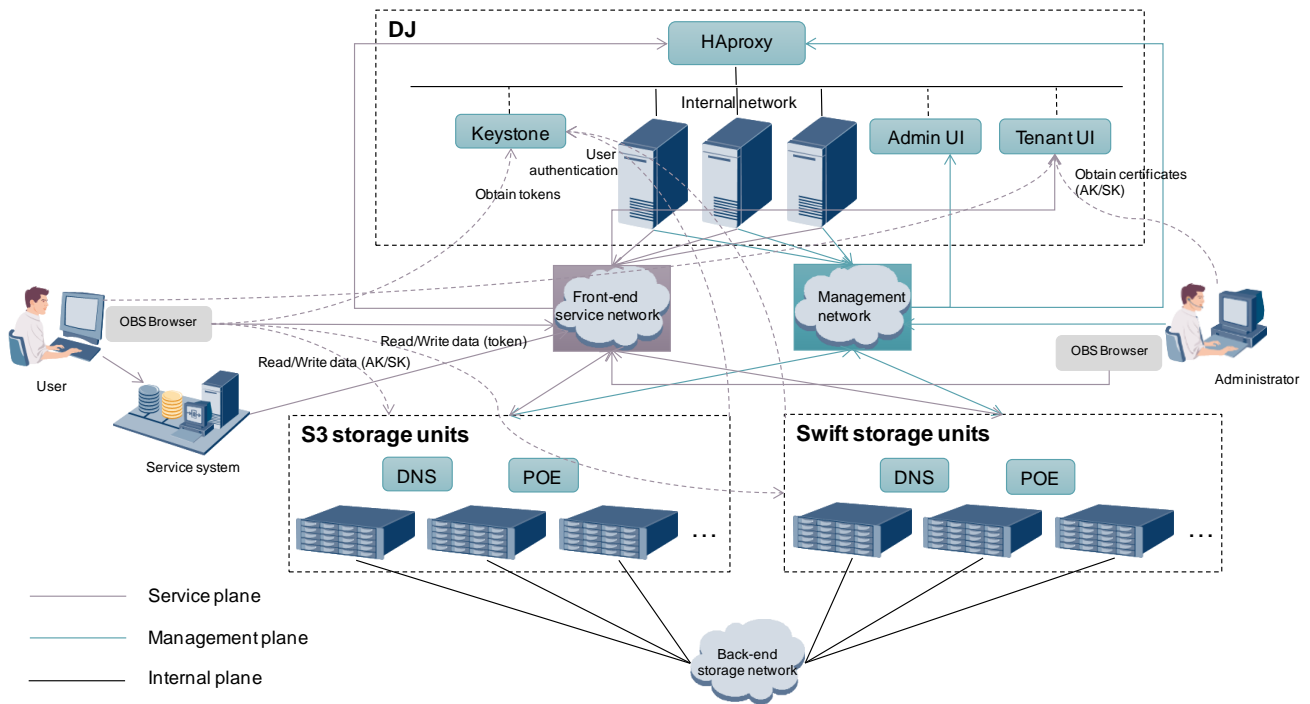 DJ
HAproxy
Internal network
Keystone
User
authentication
Admin UI
Tenant UI
Obtain tokens
Obtain certificates
(AK/SK)
Front-end
service network
Management
network
OBS Browser
User
Read/Write data (token)
Read/Write data (AK/SK)
OBS Browser
Administrator
Service system
S3 storage units
DNS
POE
...
Swift storage units
DNS
POE
...
Service plane
Management plane
Internal plane
Back-end
storage network